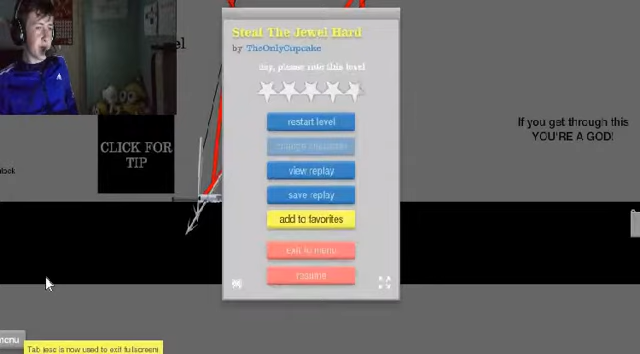 Steal The Jewel Hard
by TheOnlyCupcake
please rate this level
restart level
view replay
save replay
add to favorites
exit to menu
resume
CLICK FOR
TIP
If you get through this
YOU'RE A GOD!
menu
Tab /esc is now used to exit fullscreen